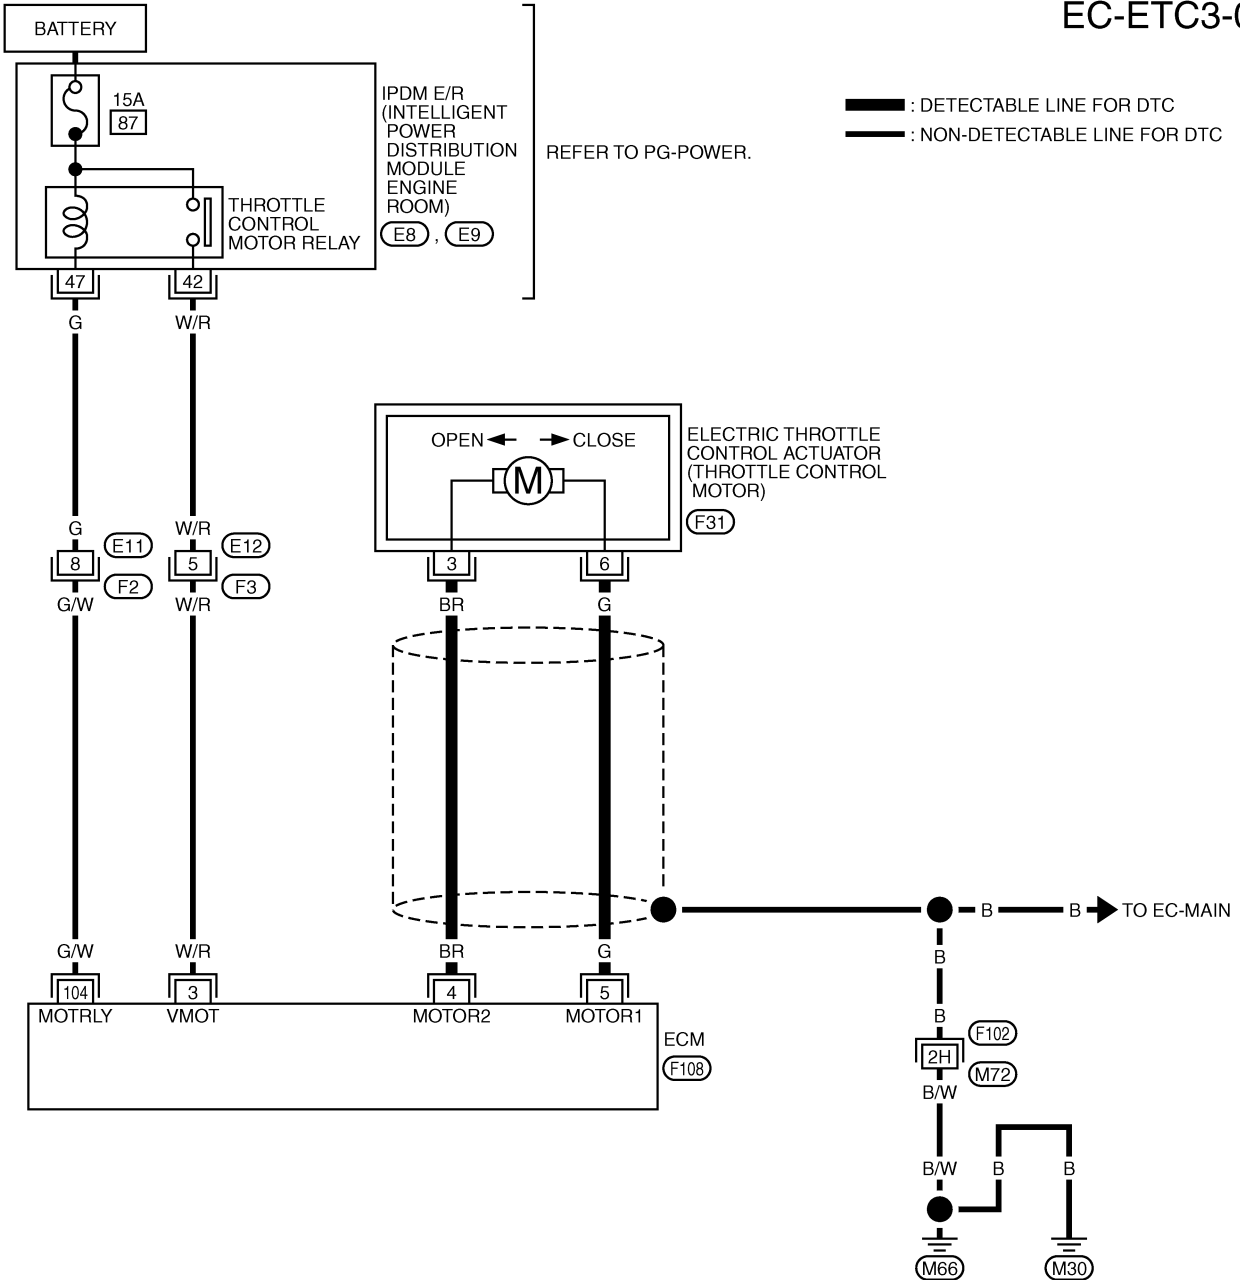 EC-ETC3-
BATTERY
15A
87
IPDM E/R
(INTELLIGENT
POWER
DISTRIBUTION
MODULE
ENGINE
ROOM)
E8 , E9
REFER TO PG-POWER.
: DETECTABLE LINE FOR DTC
: NON-DETECTABLE LINE FOR DTC
THROTTLE
CONTROL
MOTOR RELAY
47 42
G W/R
OPEN CLOSE
M
ELECTRIC THROTTLE
CONTROL ACTUATOR
(THROTTLE CONTROL
MOTOR)
F31
G W/R
8 E11 5 E12
F2 F3
3 6
G/W W/R BR G
B B TO EC-MAIN
G/W W/R BR G
B
104 3 4 5
MOTRLY VMOT MOTOR2 MOTOR1
B
ECM
F108
F102
2H
M72
B/W
B/W B B
M66 M30